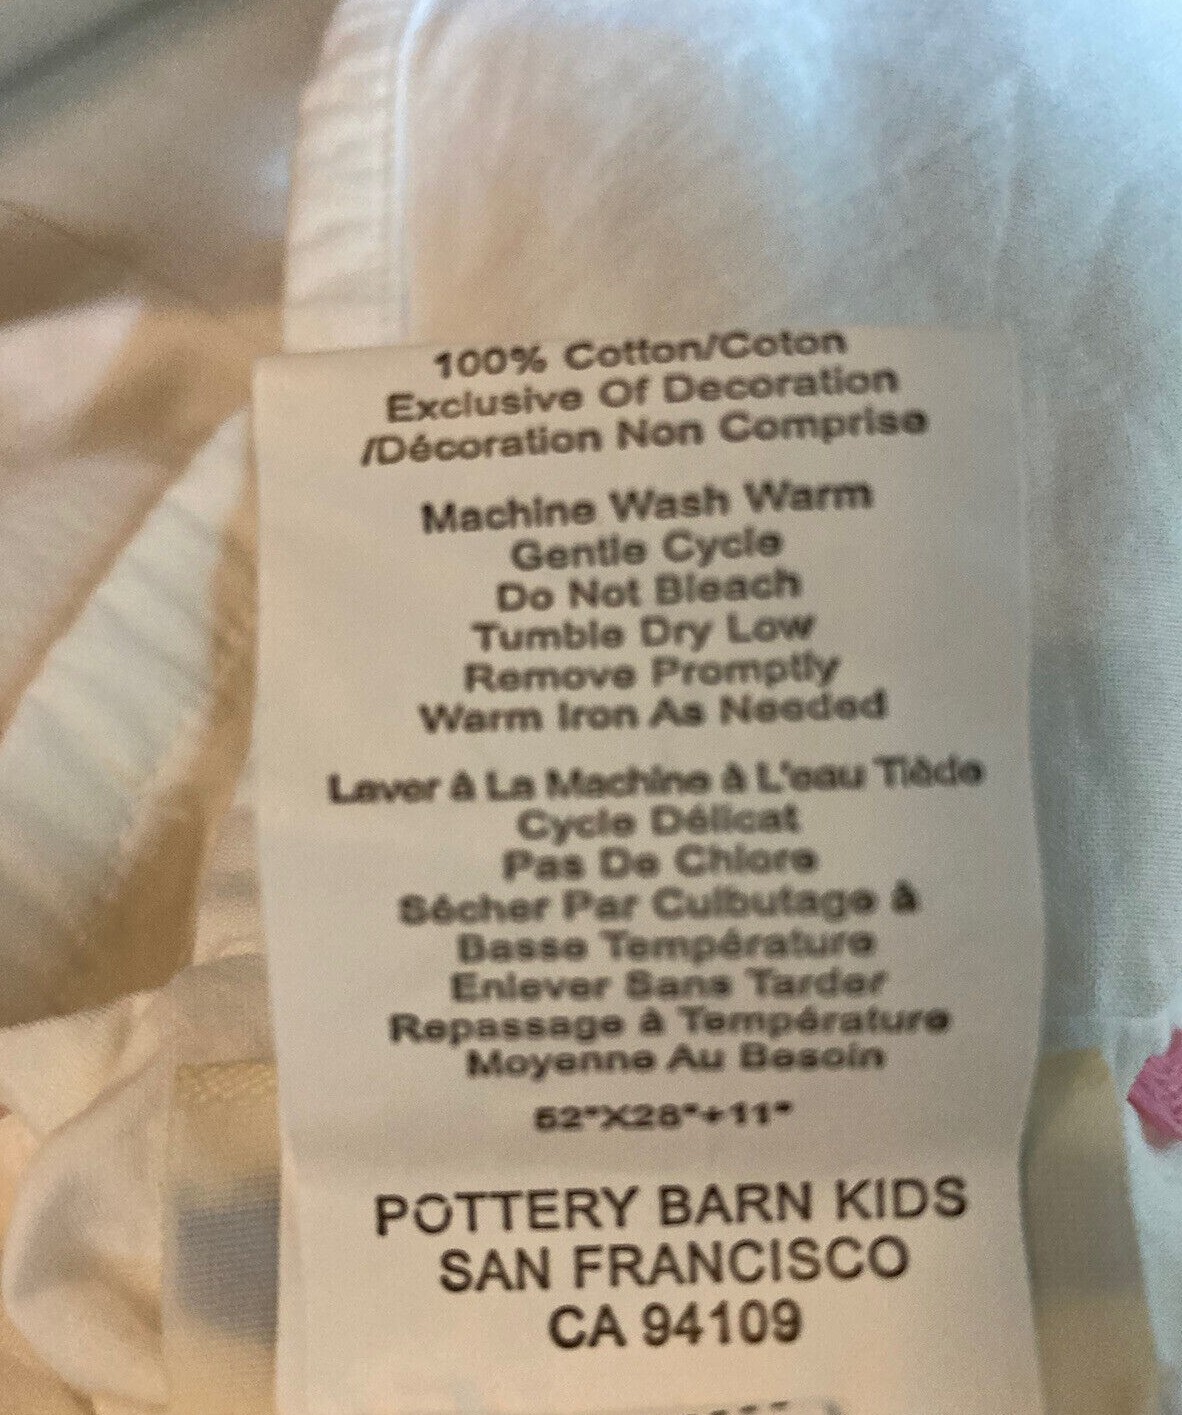 100% Cotton/Coton
Exclusive Of Decoration
/Décoration Non Comprise
Machine Wash Warm
Gentle Cycle
Do Not Bleach
Tumble Dry Low
Remove Promptly
Warm Iron As Needed
Laver à La Machine à L'eau Tiède
Cycle Délicat
Pas De Chlore
Sécher Par Culbutage à
Basse Température
Enlever Sans Tarder
Repassage à Température
Moyenne Au Besoin
52"X28"+11"
POTTERY BARN KIDS
SAN FRANCISCO
CA 94109